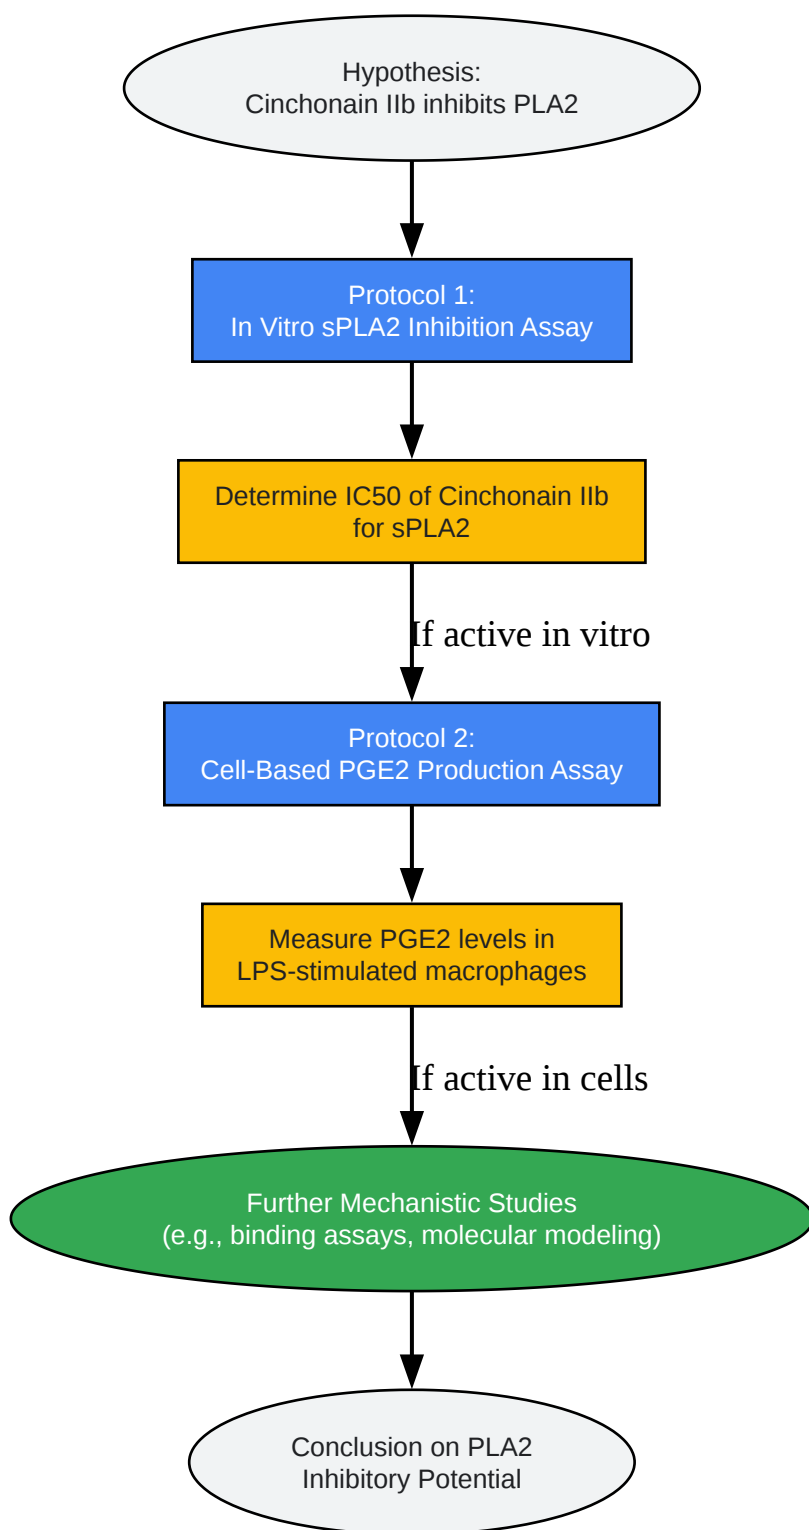 Hypothesis:
Cinchonain IIb inhibits PLA2
Protocol 1:
In Vitro sPLA2 Inhibition Assay
Determine IC50 of Cinchonain IIb
for sPLA2
If active in vitro
Protocol 2:
Cell-Based PGE2 Production Assay
Measure PGE2 levels in
LPS-stimulated macrophages
If active in cells
Further Mechanistic Studies
(e.g., binding assays, molecular modeling)
Conclusion on PLA2
Inhibitory Potential